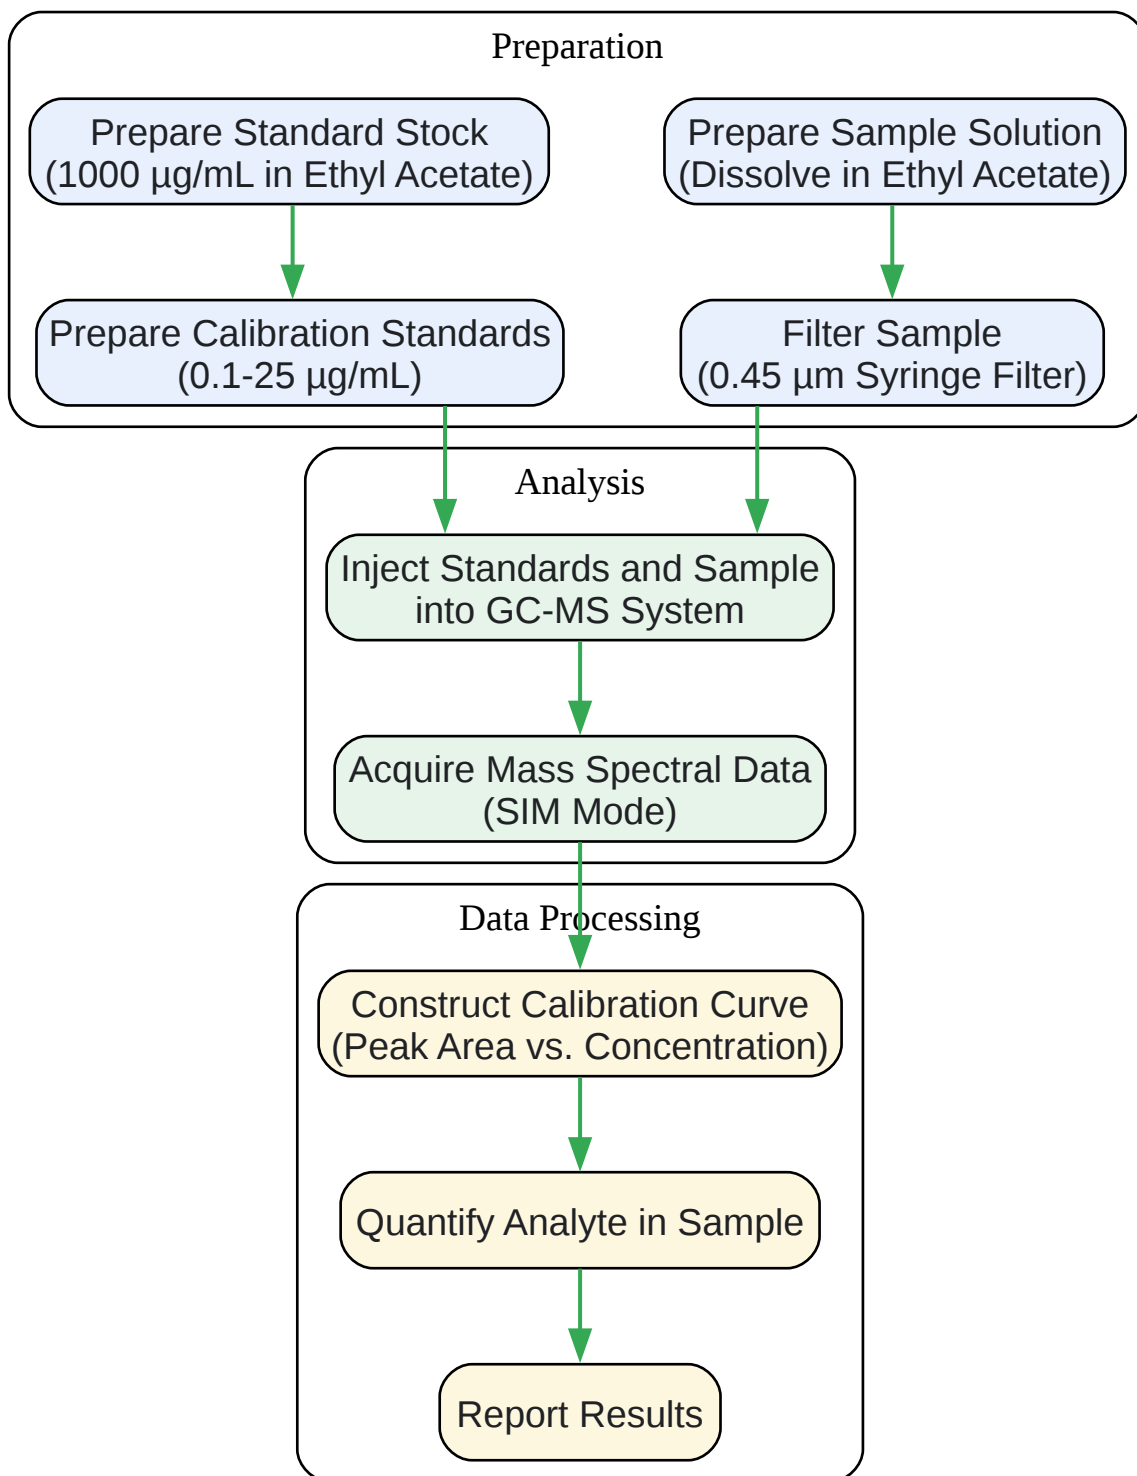 Preparation
Prepare Standard Stock
(1000 µg/mL in Ethyl Acetate)
Prepare Sample Solution
(Dissolve in Ethyl Acetate)
Prepare Calibration Standards
(0.1-25 µg/mL)
Filter Sample
(0.45 µm Syringe Filter)
Analysis
Inject Standards and Sample
into GC-MS System
Acquire Mass Spectral Data
(SIM Mode)
Data Processing
Construct Calibration Curve
(Peak Area vs. Concentration)
Quantify Analyte in Sample
Report Results